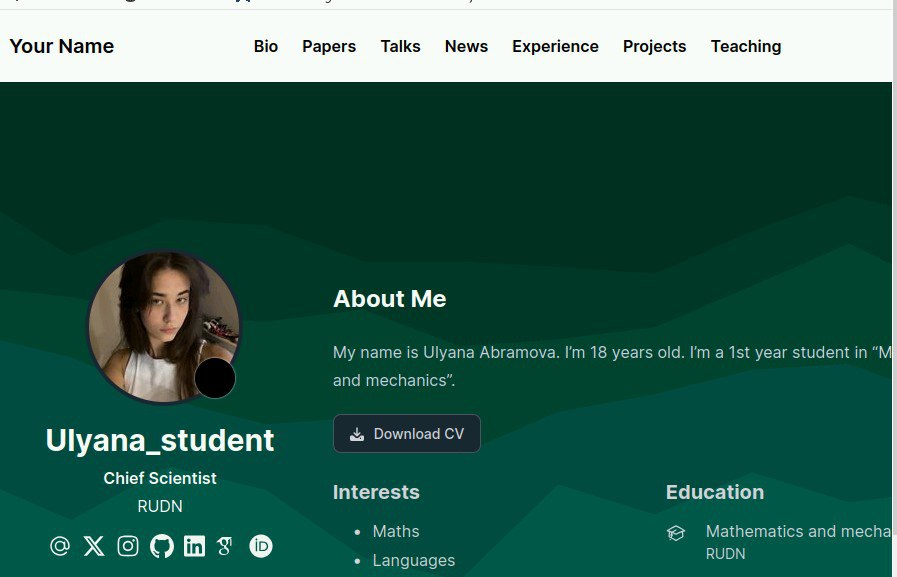 Your Name Bio Papers Talks News Experience Projects Teaching
About Me
My name is Ulyana Abramova. I’m 18 years old. I’m a 1st year student in “M
and mechanics”.
Download CV
Ulyana_student
Chief Scientist
RUDN
Interests
Maths
Languages
Education
Mathematics and mecha
RUDN